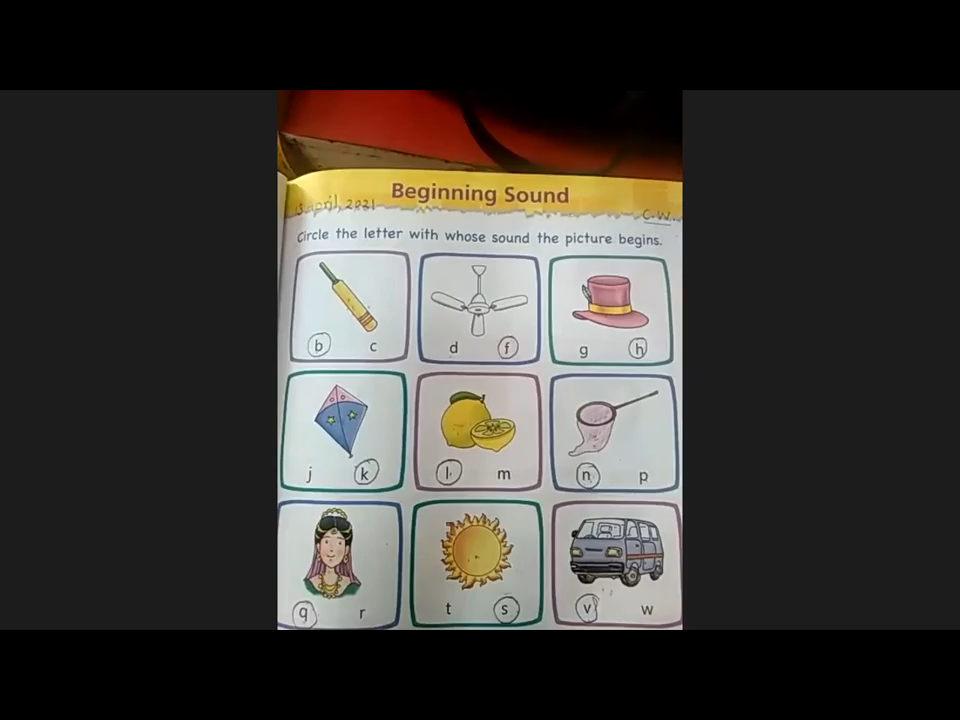 Beginning Sound
13 April, 2021
C-W
Circle the letter with whose sound the picture begins.
b c
d f
g h
j k
l m
n p
q r
t s
v w